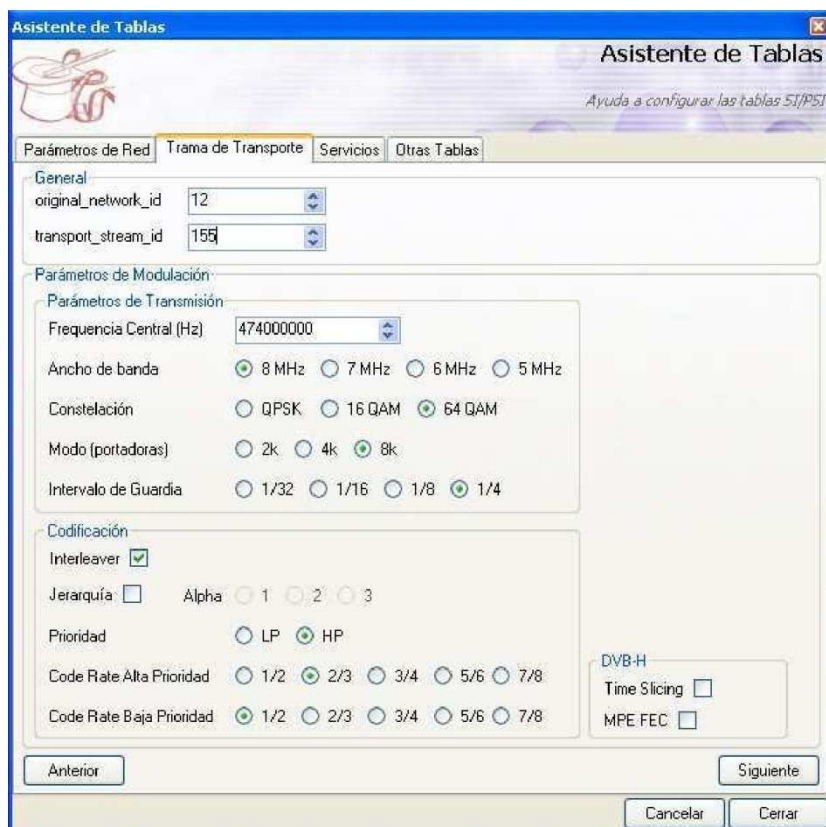 Asistente de Tablas
Asistente de Tablas
Ayuda a configurar las tablas SI/PSI
Parámetros de Red Trama de Transporte Servicios Otras Tablas
General
original_network_id 12
transport_stream_id 155
Parámetros de Modulación
Parámetros de Transmisión
Frequencia Central (Hz) 474000000
Ancho de banda 8 MHz 7 MHz 6 MHz 5 MHz
Constelación QPSK 16 QAM 64 QAM
Modo (portadoras) 2k 4k 8k
Intervalo de Guardia 1/32 1/16 1/8 1/4
Codificación
Interleaver
Jerarquía Alpha 1 2 3
Prioridad LP HP
Code Rate Alta Prioridad 1/2 2/3 3/4 5/6 7/8
Code Rate Baja Prioridad 1/2 2/3 3/4 5/6 7/8
DVB-H
Time Slicing
MPE FEC
Anterior Siguiente
Cancelar Cerrar